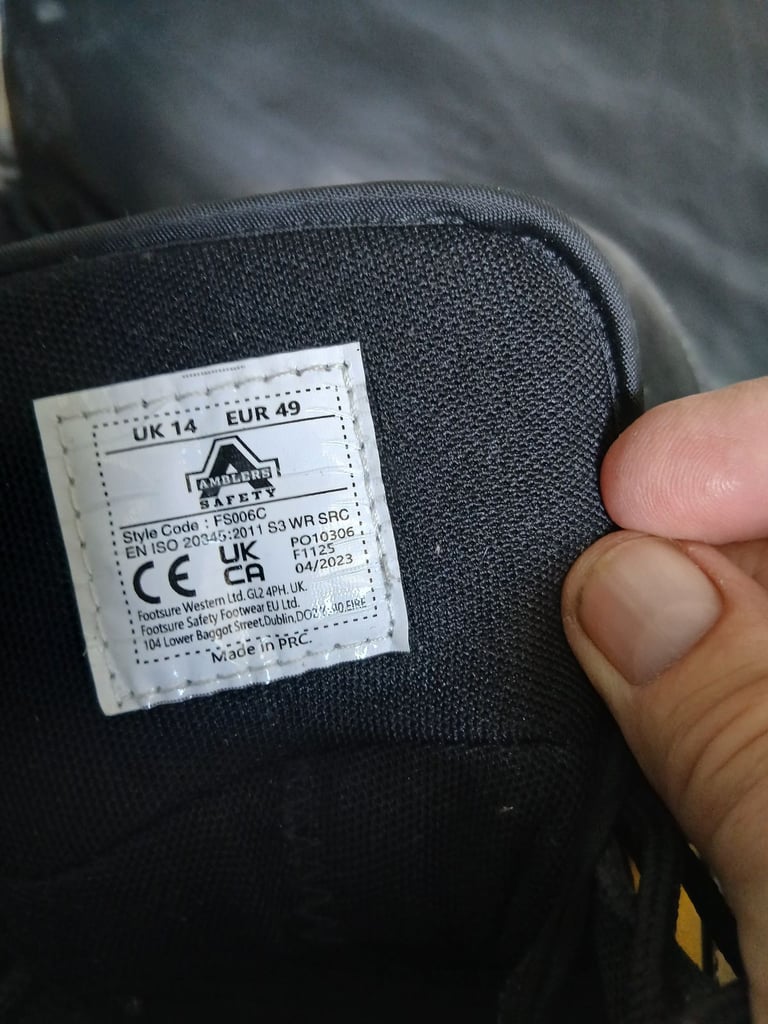 UK 14 EUR 49
A
AMBLERS
SAFETY
Style Code : FS006C
EN ISO 20345:2011 S3 WR SRC
CE UK CA
PO10306
F1125
04/2023
Footsure Western Ltd. GL2 4PH. UK.
Footsure Safety Footwear EU Ltd.
104 Lower Baggot Street,Dublin, EIRE
Made in PRC.